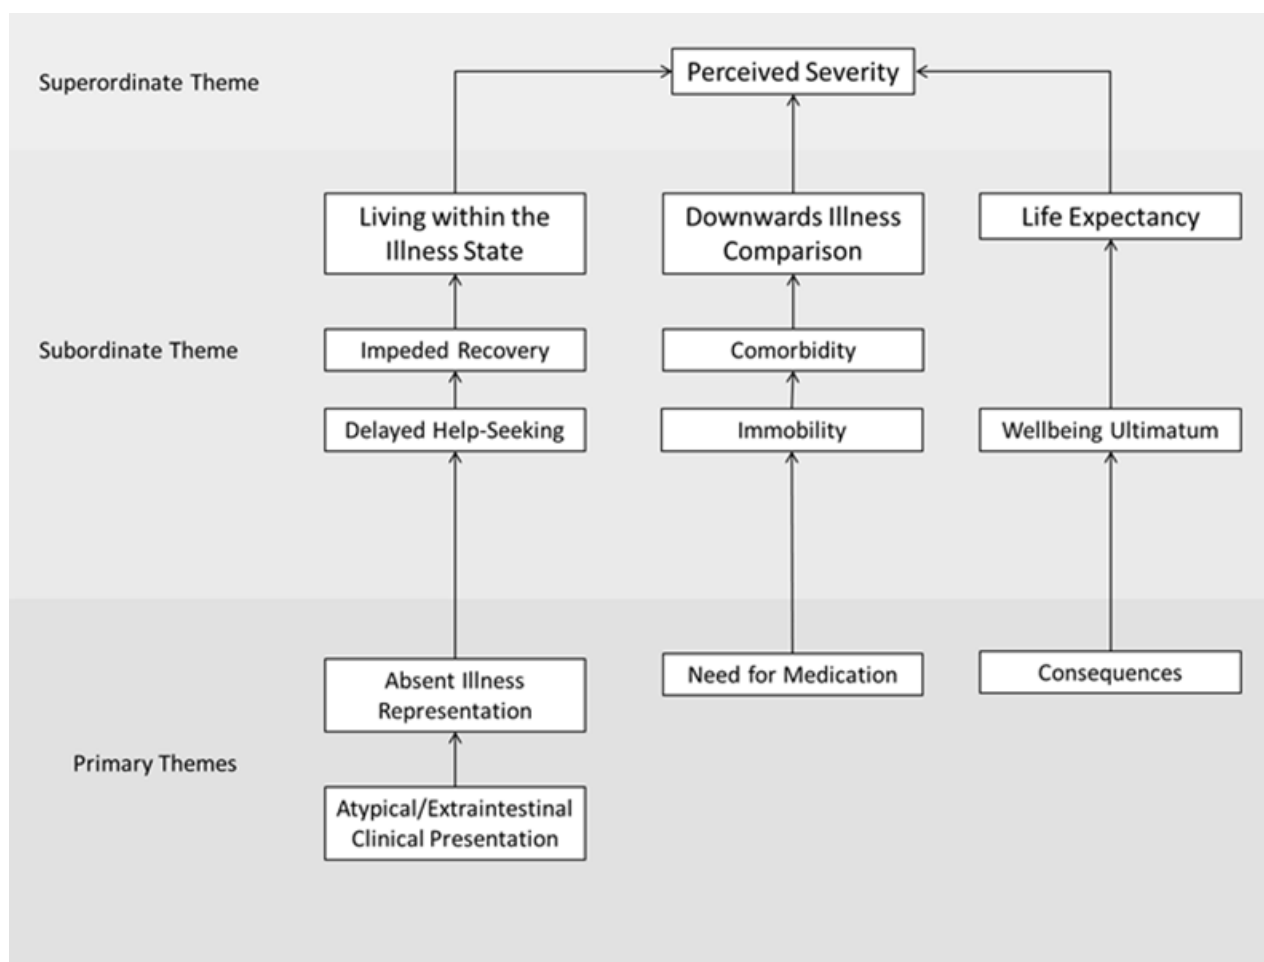 Superordinate Theme
Perceived Severity
Living within the
Illness State
Downwards Illness
Comparison
Life Expectancy
Subordinate Theme
Impeded Recovery
Comorbidity
Delayed Help-Seeking
Immobility
Wellbeing Ultimatum
Absent Illness
Representation
Need for Medication
Consequences
Primary Themes
Atypical/Extraintestinal
Clinical Presentation